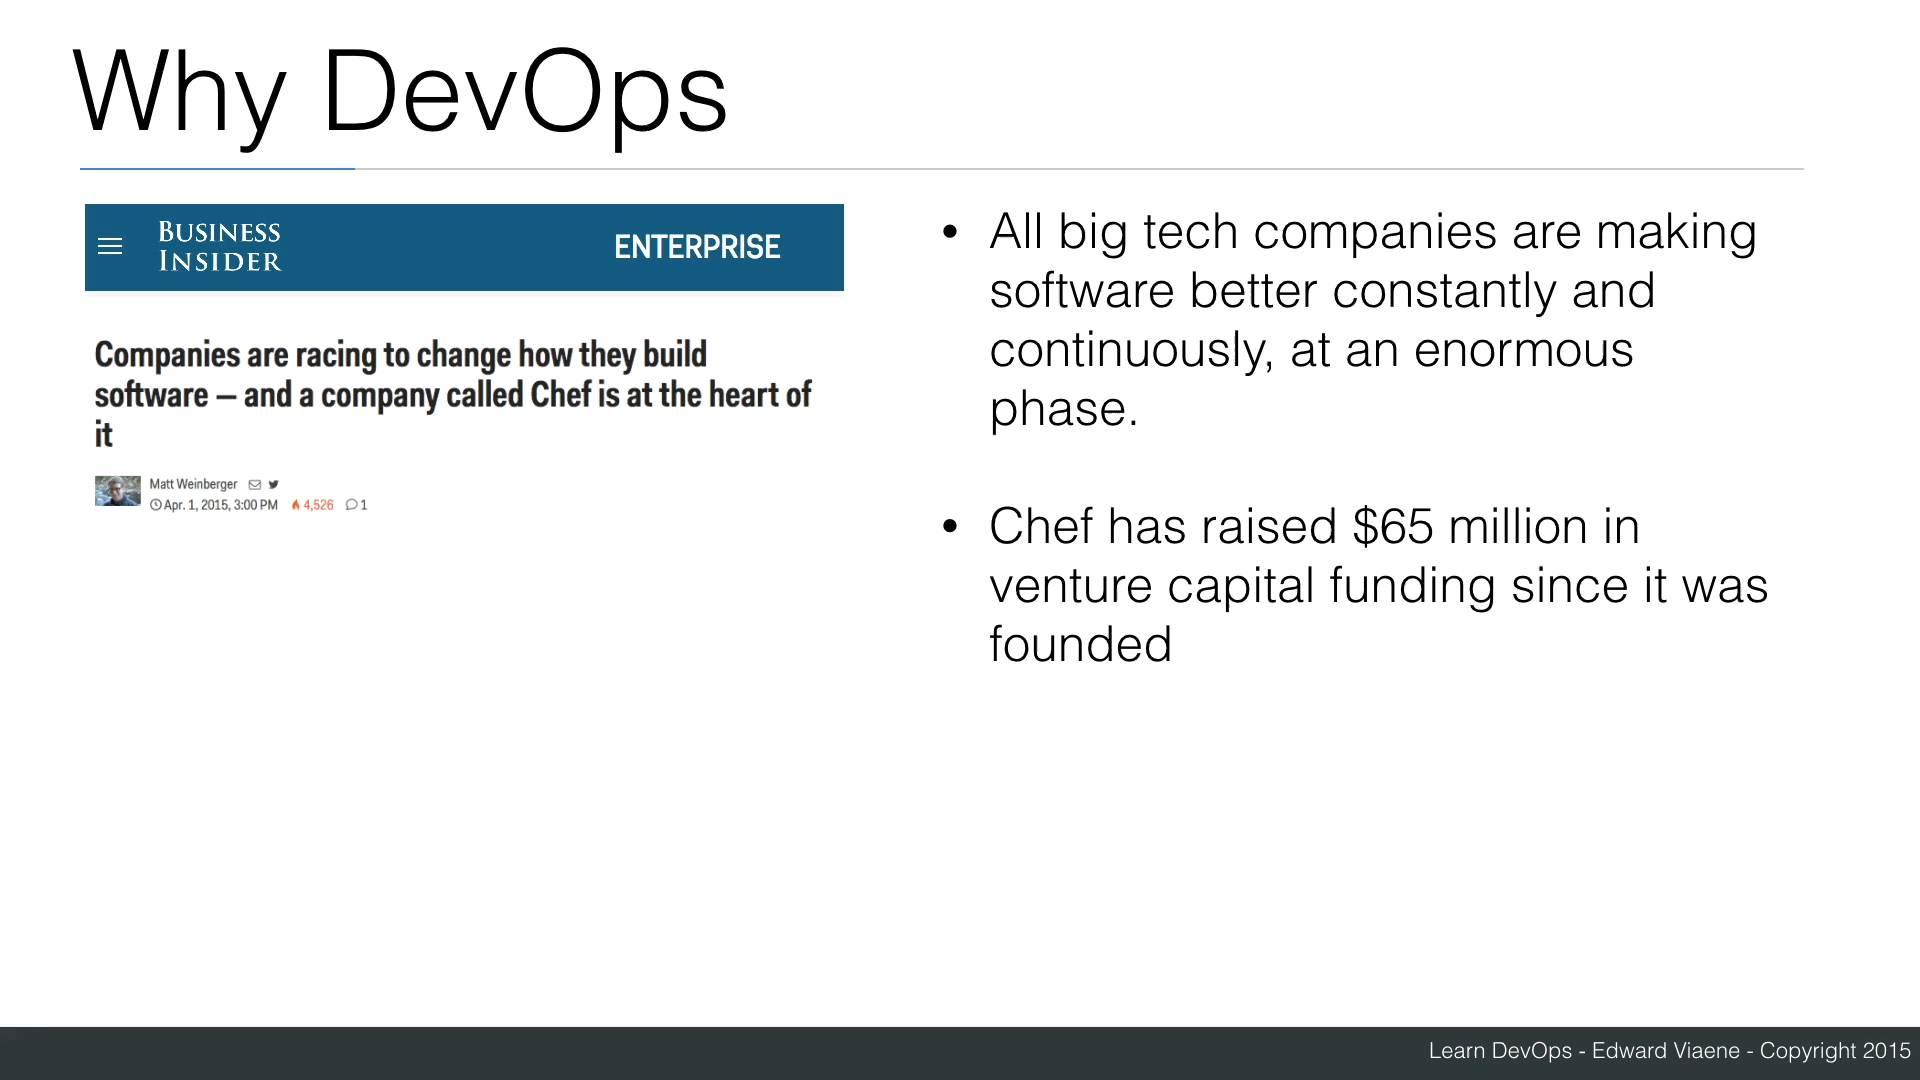 Why DevOps
BUSINESS
INSIDER
ENTERPRISE
Companies are racing to change how they build
software — and a company called Chef is at the heart of
it
Matt Weinberger
Apr. 1, 2015, 3:00 PM 4,526 1
• All big tech companies are making
software better constantly and
continuously, at an enormous
phase.
• Chef has raised $65 million in
venture capital funding since it was
founded
Learn DevOps - Edward Viaene - Copyright 2015